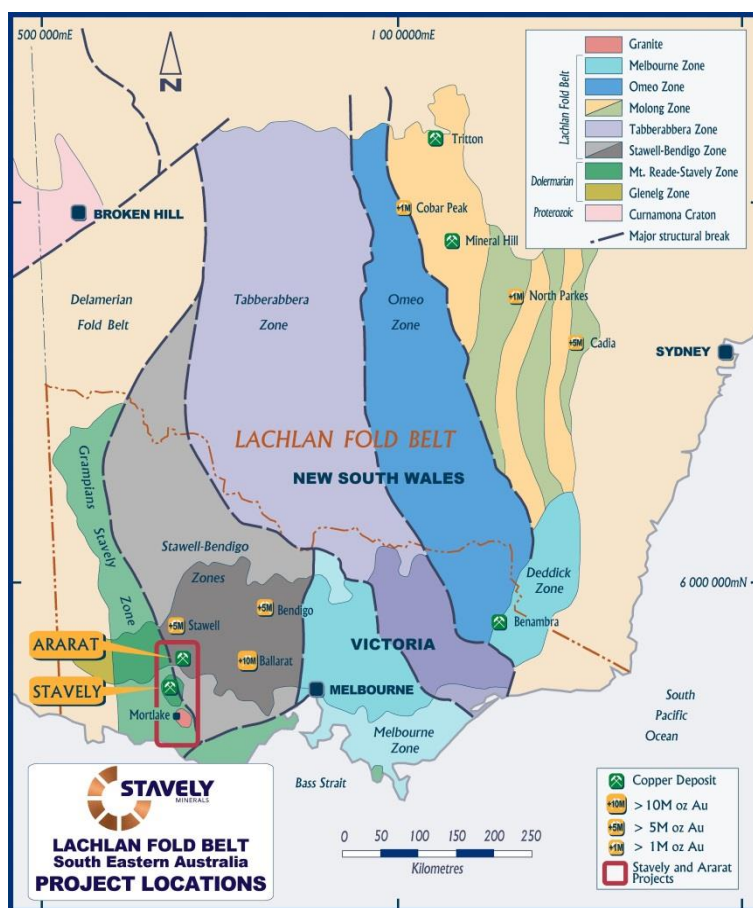 500 000mE
1 00 0000mE
N
Granite
Melbourne Zone
Omeo Zone
Molong Zone
Tabberabbera Zone
Stawell-Bendigo Zone
Mt. Reade-Stavely Zone
Glenelg Zone
Curnamona Craton
Major structural break
Lachlan Fold Belt
Dolermarian
Proterozoic
Tritton
BROKEN HILL
+1M
Cobar Peak
Mineral Hill
Delamerian
Fold Belt
Tabberabbera
Zone
Omeo
Zone
+1M
North Parkes
+5M
Cadia
SYDNEY
LACHLAN FOLD BELT
NEW SOUTH WALES
Grampians
Stavely
Zone
Stawell-Bendigo
Zones
Deddick
Zone
6 000 000mN
+5M
Stawell
+5M
Bendigo
Benambra
ARARAT
VICTORIA
+10M
Ballarat
STAVELY
MELBOURNE
Mortlake
Melbourne
Zone
South
Pacific
Ocean
Bass Strait
STAVELY
MINERALS
LACHLAN FOLD BELT
South Eastern Australia
PROJECT LOCATIONS
0 50 100 150 200 250
Kilometres
Copper Deposit
+10M > 10M oz Au
+5M > 5M oz Au
+1M > 1M oz Au
Stavely and Ararat
Projects